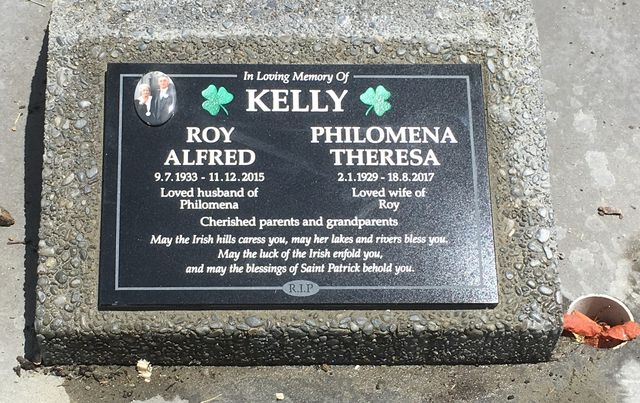 In Loving Memory Of
KELLY
ROY
ALFRED
9.7.1933 - 11.12.2015
Loved husband of
Philomena
PHILOMENA
THERESA
2.1.1929 - 18.8.2017
Loved wife of
Roy
Cherished parents and grandparents
May the Irish hills caress you, may her lakes and rivers bless you.
May the luck of the Irish enfold you,
and may the blessings of Saint Patrick behold you.
R.I.P